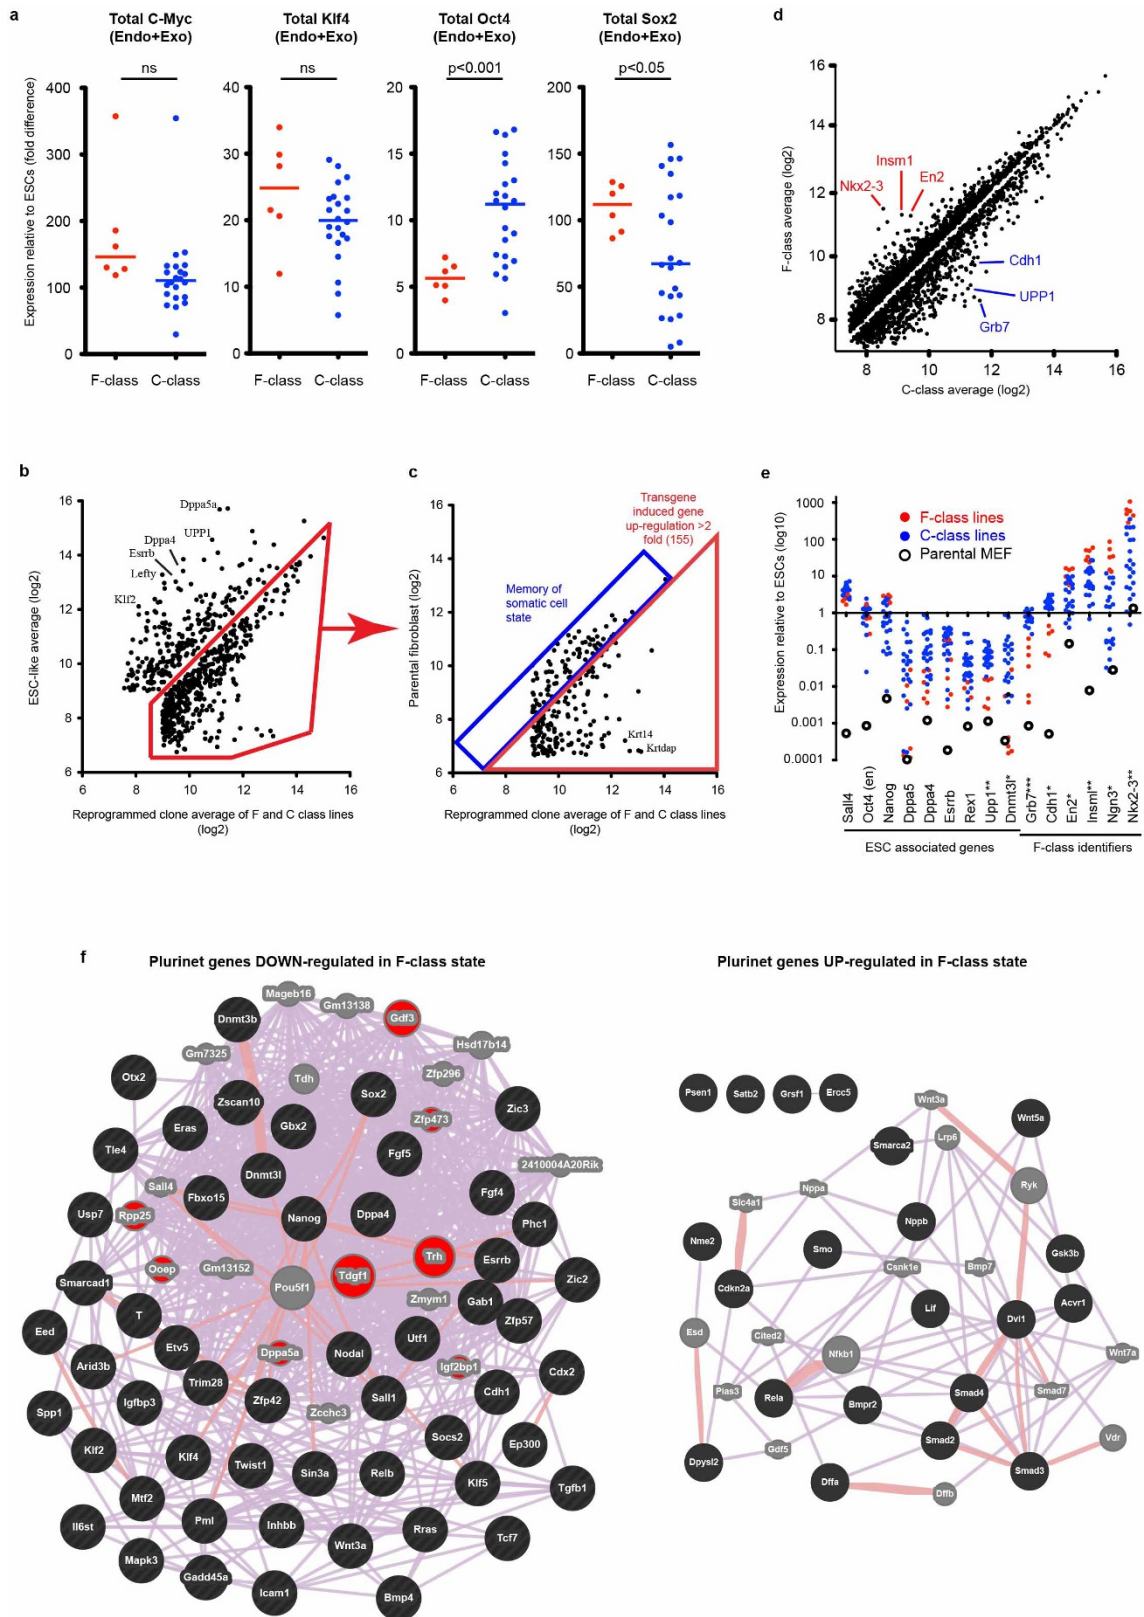 a
Total C-Myc
(Endo+Exo)
Total Klf4
(Endo+Exo)
Total Oct4
(Endo+Exo)
Total Sox2
(Endo+Exo)
ns
ns
p<0.001
p<0.05
Expression relative to ESCs (fold difference)
400
300
200
100
0
40
30
20
10
0
20
15
10
5
0
200
150
100
50
0
F-class C-class
F-class C-class
F-class C-class
F-class C-class
d
F-class average (log2)
16
14
12
10
8
Nkx2-3
Insm1
En2
Cdh1
UPP1
Grb7
8 10 12 14 16
C-class average (log2)
b
ESC-like average (log2)
16
14
12
10
8
6
Dppa5a
UPP1
Dppa4
Esrrb
Lefty
Klf2
6 8 10 12 14 16
Reprogrammed clone average of F and C class lines
(log2)
c
Transgene
induced gene
up-regulation >2
fold (155)
Memory of
somatic cell
state
Parental fibroblast (log2)
16
14
12
10
8
6
Krt14
Krtdap
6 8 10 12 14 16
Reprogrammed clone average of F and C class lines
(log2)
e
F-class lines
C-class lines
Parental MEF
Expression relative to ESCs (log10)
1000
100
10
1
0.1
0.01
0.001
0.0001
Sall4
Oct4 (en)
Nanog
Dppa5
Dppa4
Esrrb
Rex1
Upp1**
Dnmt3l*
Grb7***
Cdh1*
En2*
Insml**
Ngn3*
Nkx2-3**
ESC associated genes
F-class identifiers
f
Plurinet genes DOWN-regulated in F-class state
Mageb16
Gm13138
Gdf3
Dnmt3b
Hsd17b14
Gm7325
Otx2
Tdh
Zfp296
Zscan10
Sox2
Zic3
Eras
Gbx2
Zfp473
Tle4
Fgf5
2410004A20Rik
Sall4
Dnmt3l
Fbxo15
Fgf4
Usp7
Rpp25
Nanog
Dppa4
Phc1
Trh
Esrrb
Ooep
Gm13152
Tdgf1
Zic2
Smarcad1
Pou5f1
Zmym1
Gab1
T
Zfp57
Eed
Etv5
Utf1
Dppa5a
Nodal
Igf2bp1
Arid3b
Cdx2
Trim28
Zfp42
Sall1
Cdh1
Igfbp3
Spp1
Zcchc3
Socs2
Ep300
Klf2
Klf4
Twist1
Sin3a
Relb
Klf5
Tgfb1
Mtf2
Il6st
Pml
Inhbb
Rras
Tcf7
Wnt3a
Mapk3
Gadd45a
Icam1
Bmp4
Plurinet genes UP-regulated in F-class state
Psen1
Satb2
Grsf1
Ercc5
Wnt3a
Wnt5a
Smarca2
Lrp6
Slc4a1
Nppa
Ryk
Nppb
Nme2
Smo
Gsk3b
Csnk1e
Bmp7
Cdkn2a
Lif
Acvr1
Dvl1
Esd
Cited2
Nfkb1
Wnt7a
Pias3
Rela
Bmpr2
Smad4
Smad7
Gdf5
Smad2
Vdr
Dpysl2
Dffa
Dffb
Smad3